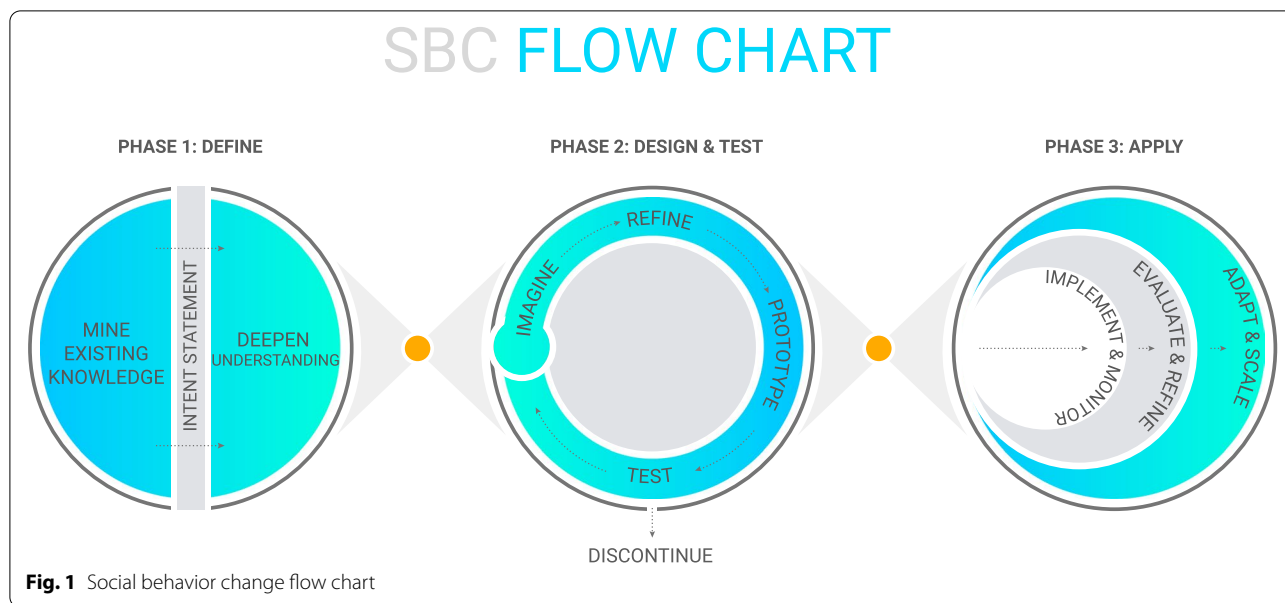 SBC FLOW CHART
PHASE 1: DEFINE
MINE
EXISTING
KNOWLEDGE
INTENT STATEMENT
DEEPEN
UNDERSTANDING
PHASE 2: DESIGN & TEST
IMAGINE
REFINE
PROTOTYPE
TEST
DISCONTINUE
PHASE 3: APPLY
IMPLEMENT & MONITOR
EVALUATE & REFINE
ADAPT & SCALE
Fig. 1 Social behavior change flow chart